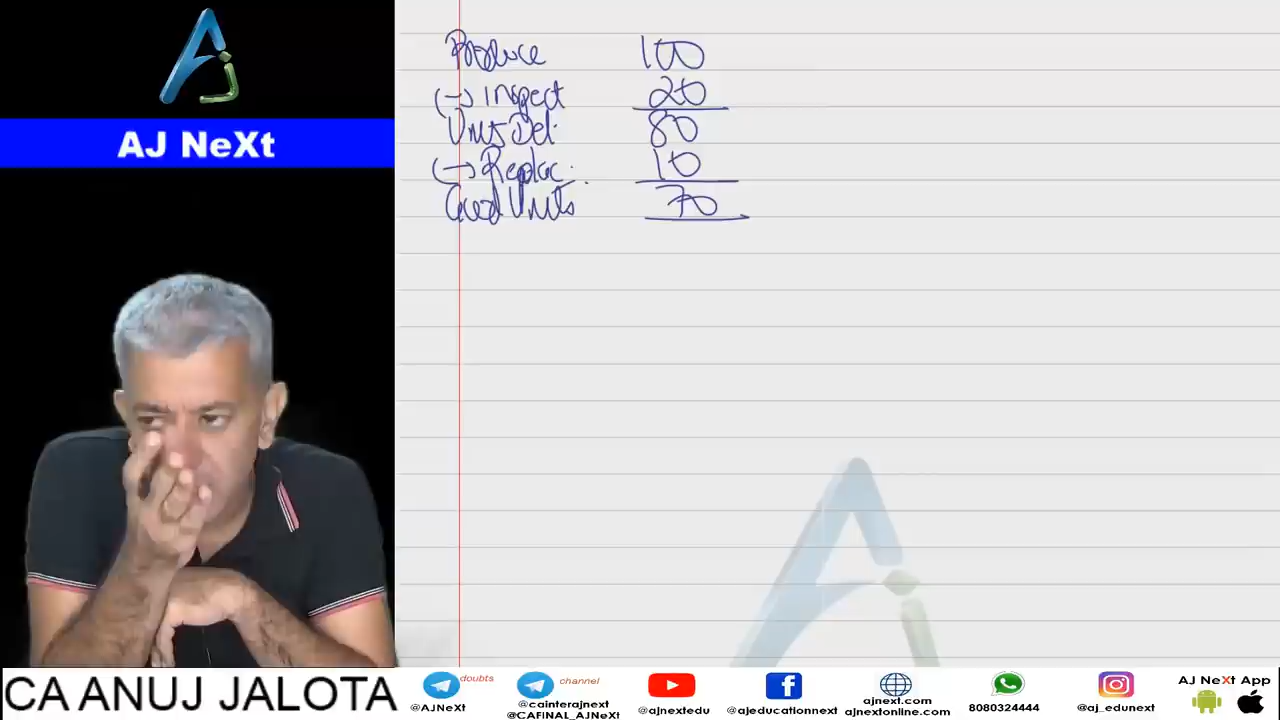 AJ NeXt
Produce 100
(-) Inspect 20
Units Del. 80
(-) Replac. 10
Good Units 70
CA ANUJ JALOTA
doubts
@AJNeXt
channel
@cainterajnext
@CAFINAL_AJNeXt
@ajnextedu
@ajeducationnext
ajnext.com
ajnextonline.com
8080324444
@aj_edunext
AJ NeXt App